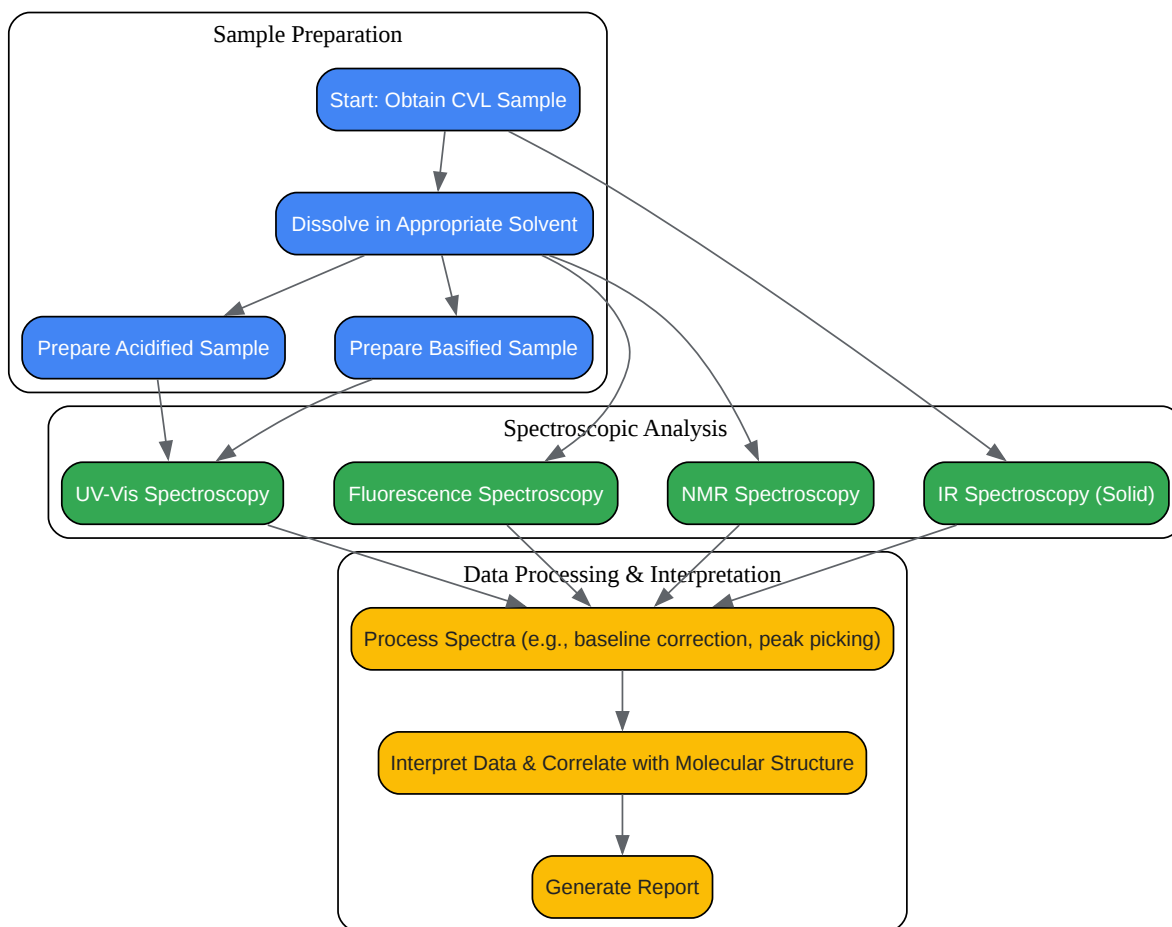 Sample Preparation
Start: Obtain CVL Sample
Dissolve in Appropriate Solvent
Prepare Acidified Sample
Prepare Basified Sample
Spectroscopic Analysis
UV-Vis Spectroscopy
Fluorescence Spectroscopy
NMR Spectroscopy
IR Spectroscopy (Solid)
Data Processing & Interpretation
Process Spectra (e.g., baseline correction, peak picking)
Interpret Data & Correlate with Molecular Structure
Generate Report